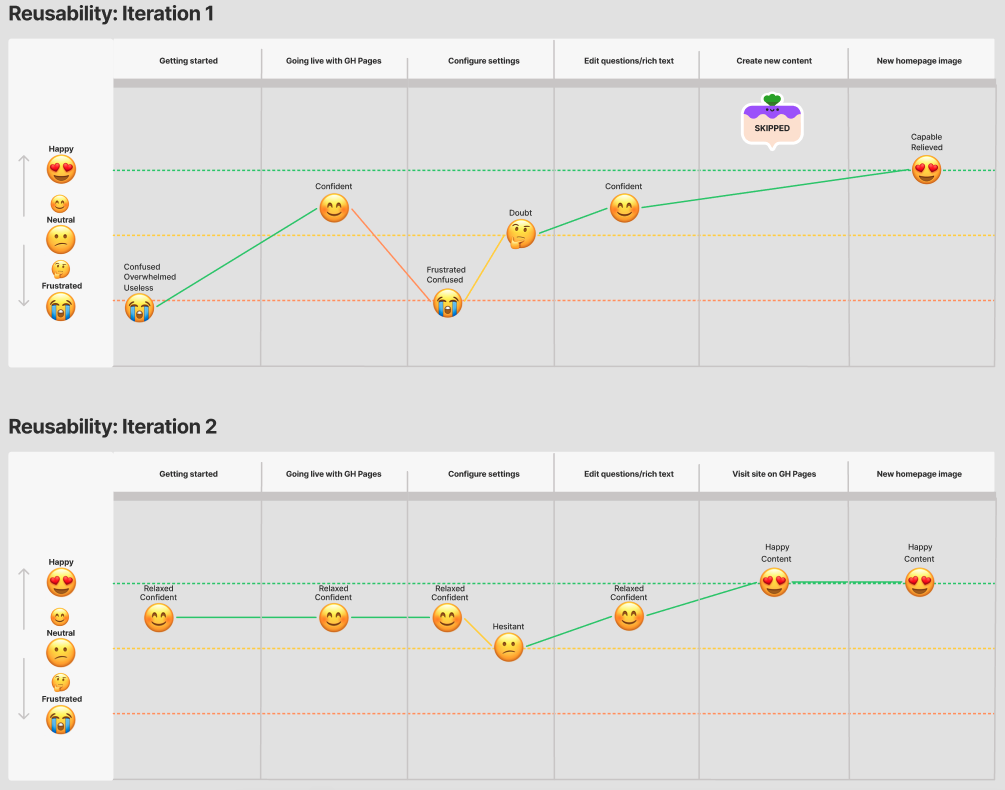 Reusability: Iteration 1
Getting started
Going live with GH Pages
Configure settings
Edit questions/rich text
Create new content
New homepage image
SKIPPED
Capable
Relieved
Happy
Confident
Confident
Doubt
Neutral
Confused
Overwhelmed
Useless
Frustrated
Confused
Frustrated
Reusability: Iteration 2
Getting started
Going live with GH Pages
Configure settings
Edit questions/rich text
Visit site on GH Pages
New homepage image
Happy
Content
Happy
Content
Happy
Relaxed
Confident
Relaxed
Confident
Relaxed
Confident
Relaxed
Confident
Hesitant
Neutral
Frustrated